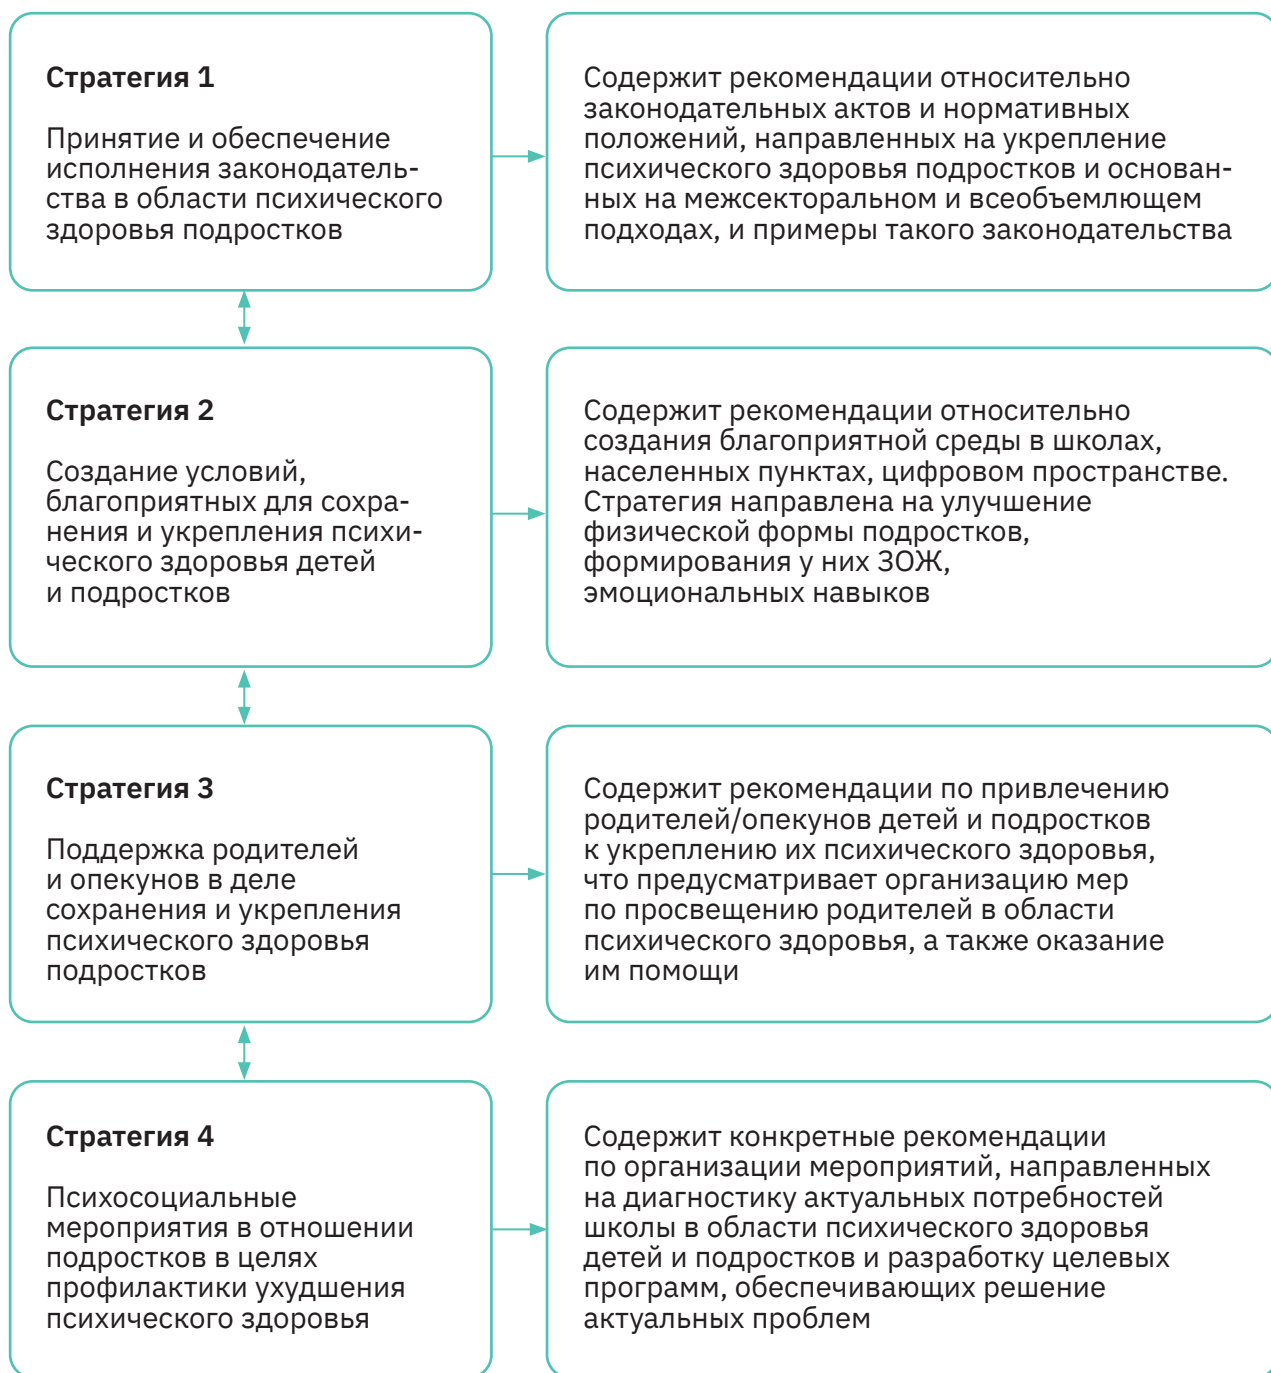 Стратегия 1
Принятие и обеспечение
исполнения законодатель-
ства в области психического
здоровья подростков
Содержит рекомендации относительно
законодательных актов и нормативных
положений, направленных на укрепление
психического здоровья подростков и основан-
ных на межсекторальном и всеобъемлющем
подходах, и примеры такого законодательства
Стратегия 2
Создание условий,
благоприятных для сохра-
нения и укрепления психи-
ческого здоровья детей
и подростков
Содержит рекомендации относительно
создания благоприятной среды в школах,
населенных пунктах, цифровом пространстве.
Стратегия направлена на улучшение
физической формы подростков,
формирования у них ЗОЖ,
эмоциональных навыков
Стратегия 3
Поддержка родителей
и опекунов в деле
сохранения и укрепления
психического здоровья
подростков
Содержит рекомендации по привлечению
родителей/опекунов детей и подростков
к укреплению их психического здоровья,
что предусматривает организацию мер
по просвещению родителей в области
психического здоровья, а также оказание
им помощи
Стратегия 4
Психосоциальные
мероприятия в отношении
подростков в целях
профилактики ухудшения
психического здоровья
Содержит конкретные рекомендации
по организации мероприятий, направленных
на диагностику актуальных потребностей
школы в области психического здоровья
детей и подростков и разработку целевых
программ, обеспечивающих решение
актуальных проблем